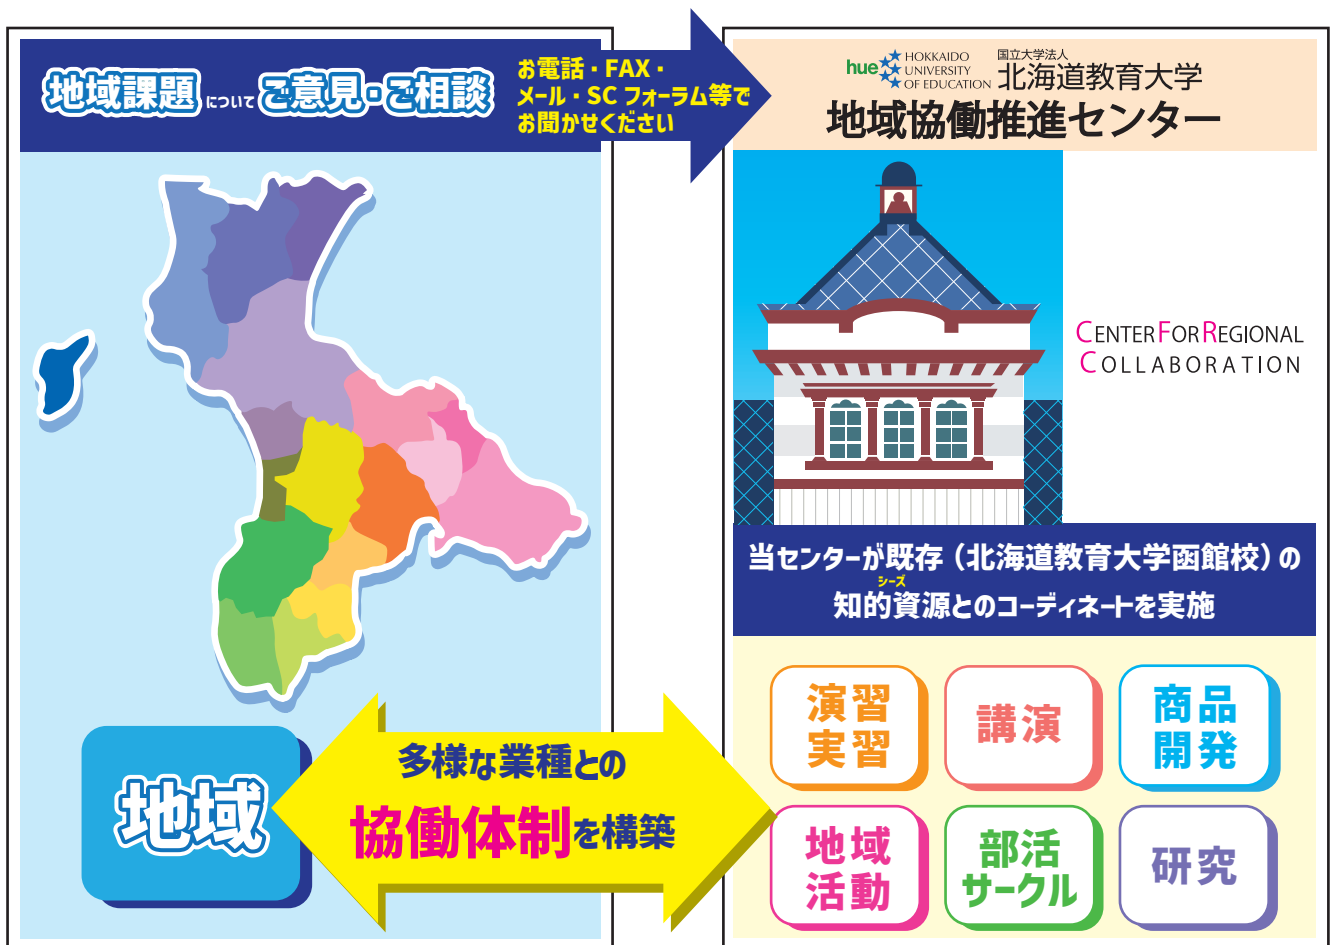 地域課題についてご意見・ご相談
お電話・FAX・
メール・SCフォーラム等で
お聞かせください
hue HOKKAIDO
UNIVERSITY
OF EDUCATION
国立大学法人
北海道教育大学
地域協働推進センター
CENTER FOR REGIONAL
COLLABORATION
当センターが既存（北海道教育大学函館校）の
シーズ
知的資源とのコーディネートを実施
演習
実習
講演
商品
開発
地域
活動
部活
サークル
研究
地域
多様な業種との
協働体制を構築